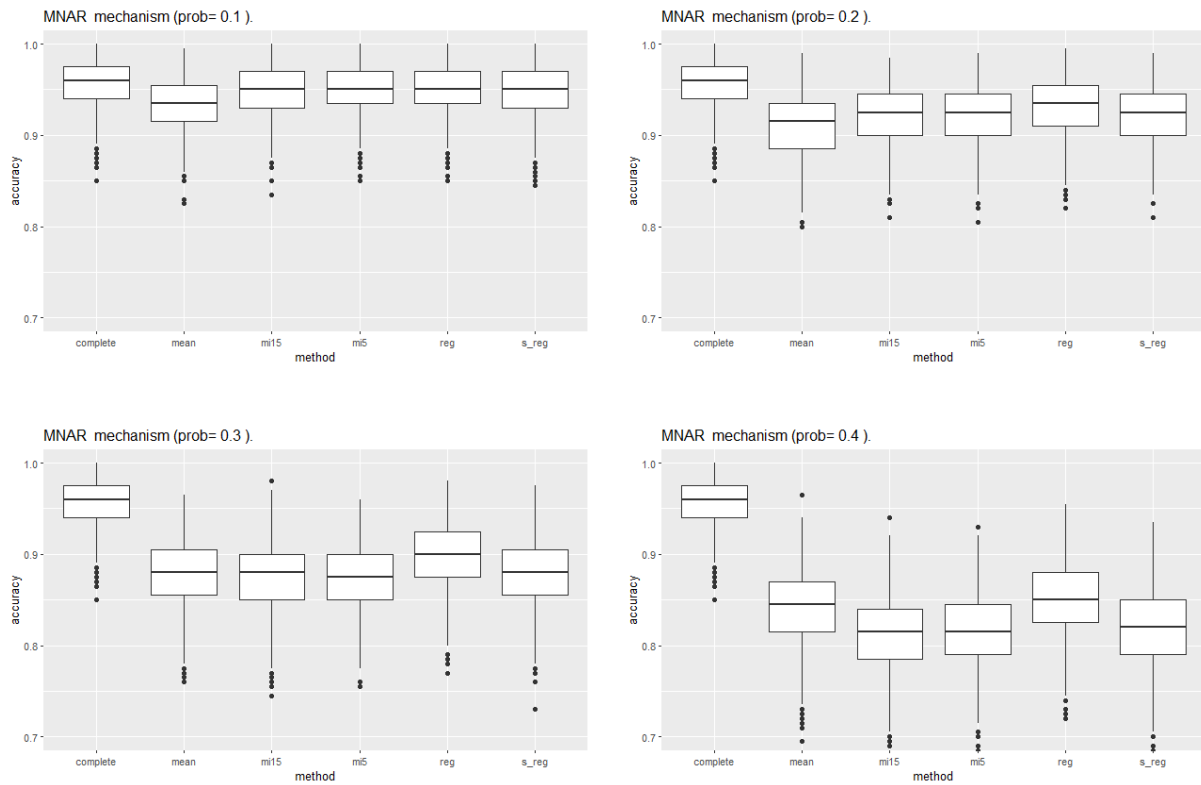 MNAR mechanism (prob= 0.1 ).
1.0
0.9
0.8
0.7
accuracy
complete mean mi15 mi5 reg s_reg
method
MNAR mechanism (prob= 0.2 ).
1.0
0.9
0.8
0.7
accuracy
complete mean mi15 mi5 reg s_reg
method
MNAR mechanism (prob= 0.3 ).
1.0
0.9
0.8
0.7
accuracy
complete mean mi15 mi5 reg s_reg
method
MNAR mechanism (prob= 0.4 ).
1.0
0.9
0.8
0.7
accuracy
complete mean mi15 mi5 reg s_reg
method